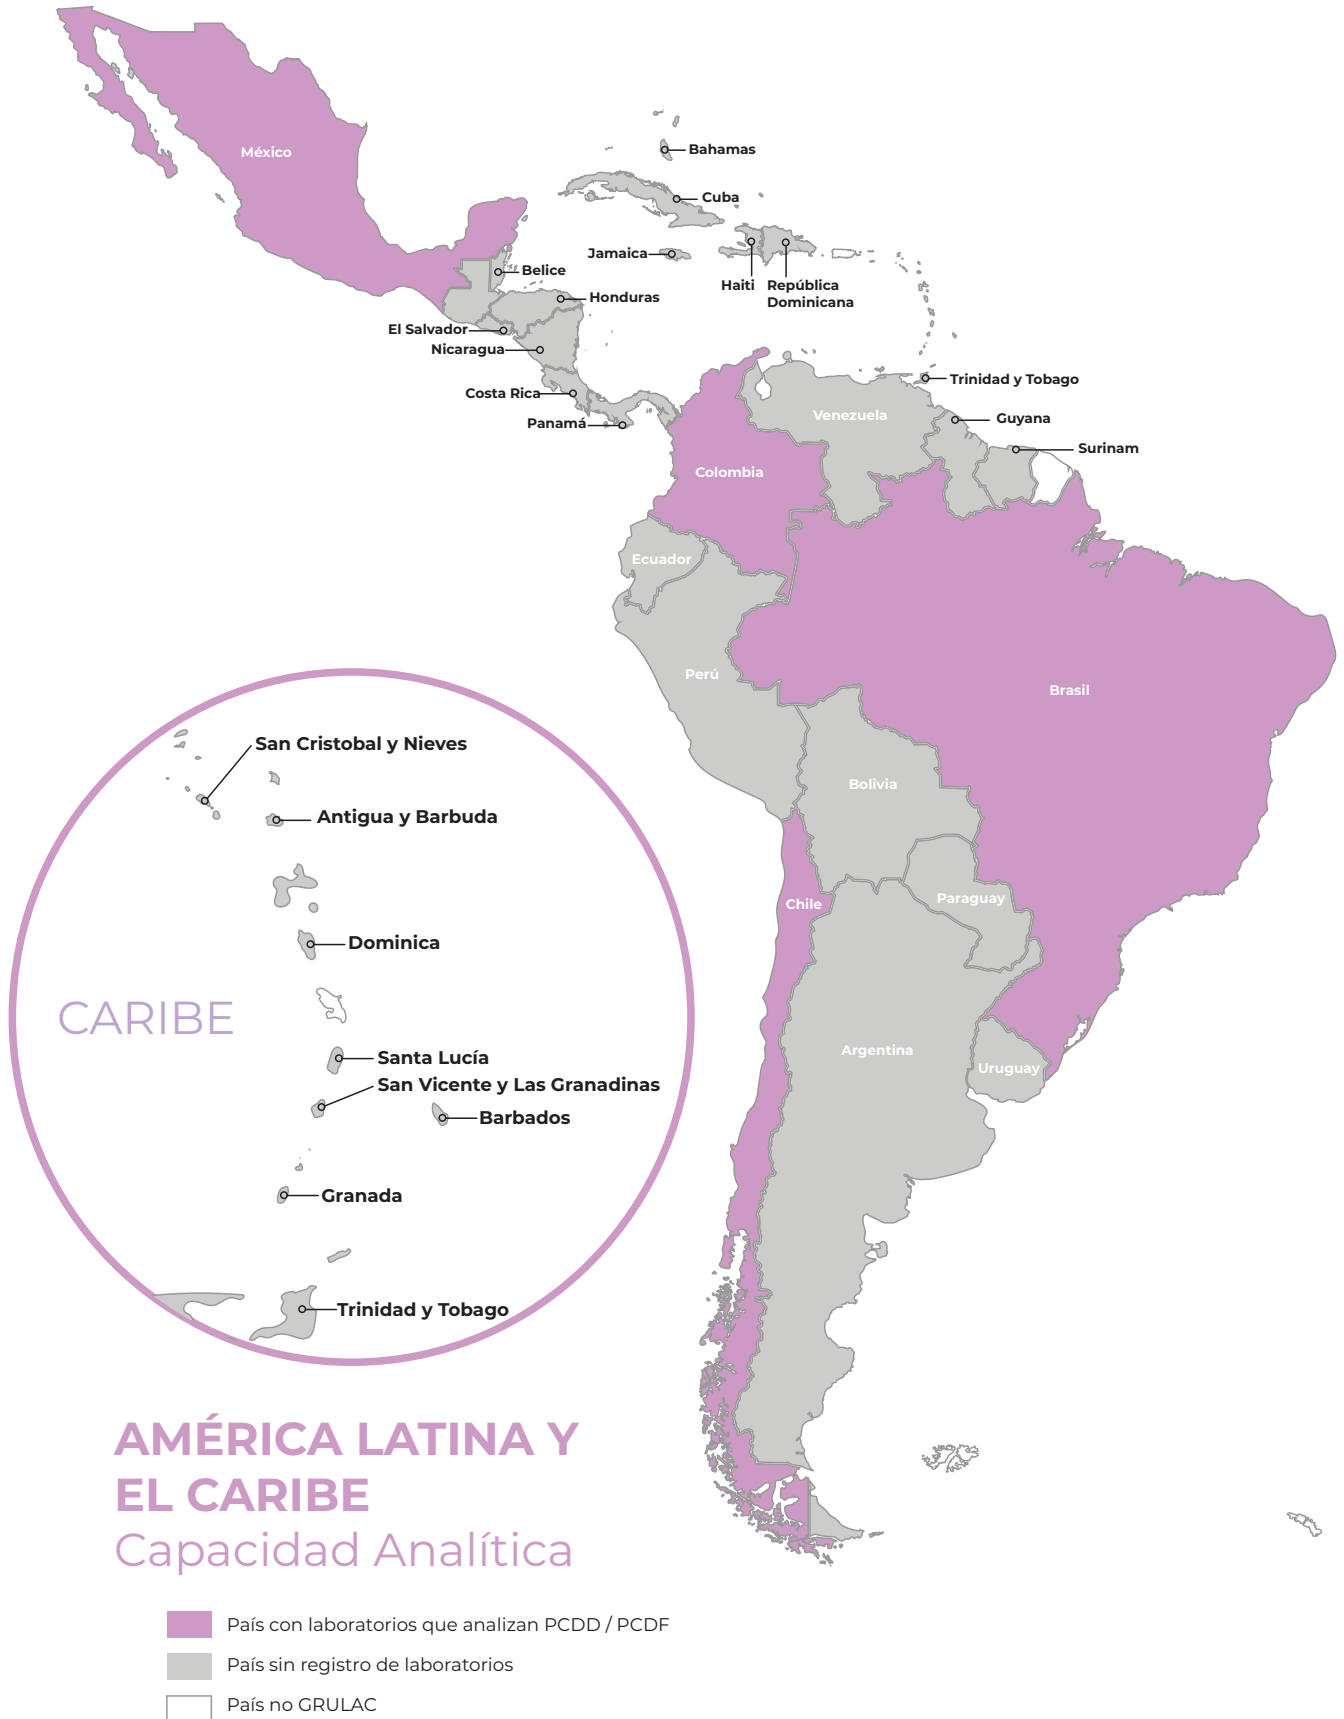 México
Bahamas
Cuba
Jamaica
Haiti
República
Dominicana
Belice
Honduras
El Salvador
Nicaragua
Costa Rica
Panamá
Trinidad y Tobago
Guyana
Surinam
Venezuela
Colombia
Ecuador
Perú
Brasil
Bolivia
Paraguay
Chile
Argentina
Uruguay
San Cristobal y Nieves
Antigua y Barbuda
Dominica
CARIBE
Santa Lucía
San Vicente y Las Granadinas
Barbados
Granada
Trinidad y Tobago
AMÉRICA LATINA Y
EL CARIBE
Capacidad Analítica
País con laboratorios que analizan PCDD / PCDF
País sin registro de laboratorios
País no GRULAC